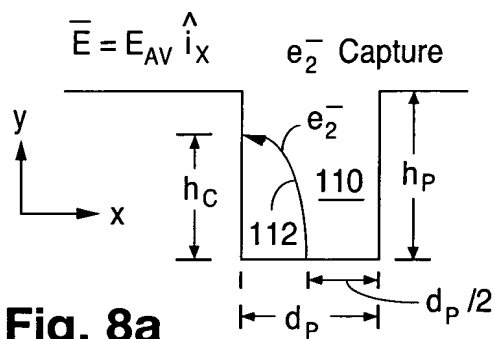 E̅ = E_AV î_X
e₂⁻ Capture
y
x
e₂⁻
h_C
110
112
h_P
d_P
d_P/2
Fig. 8a